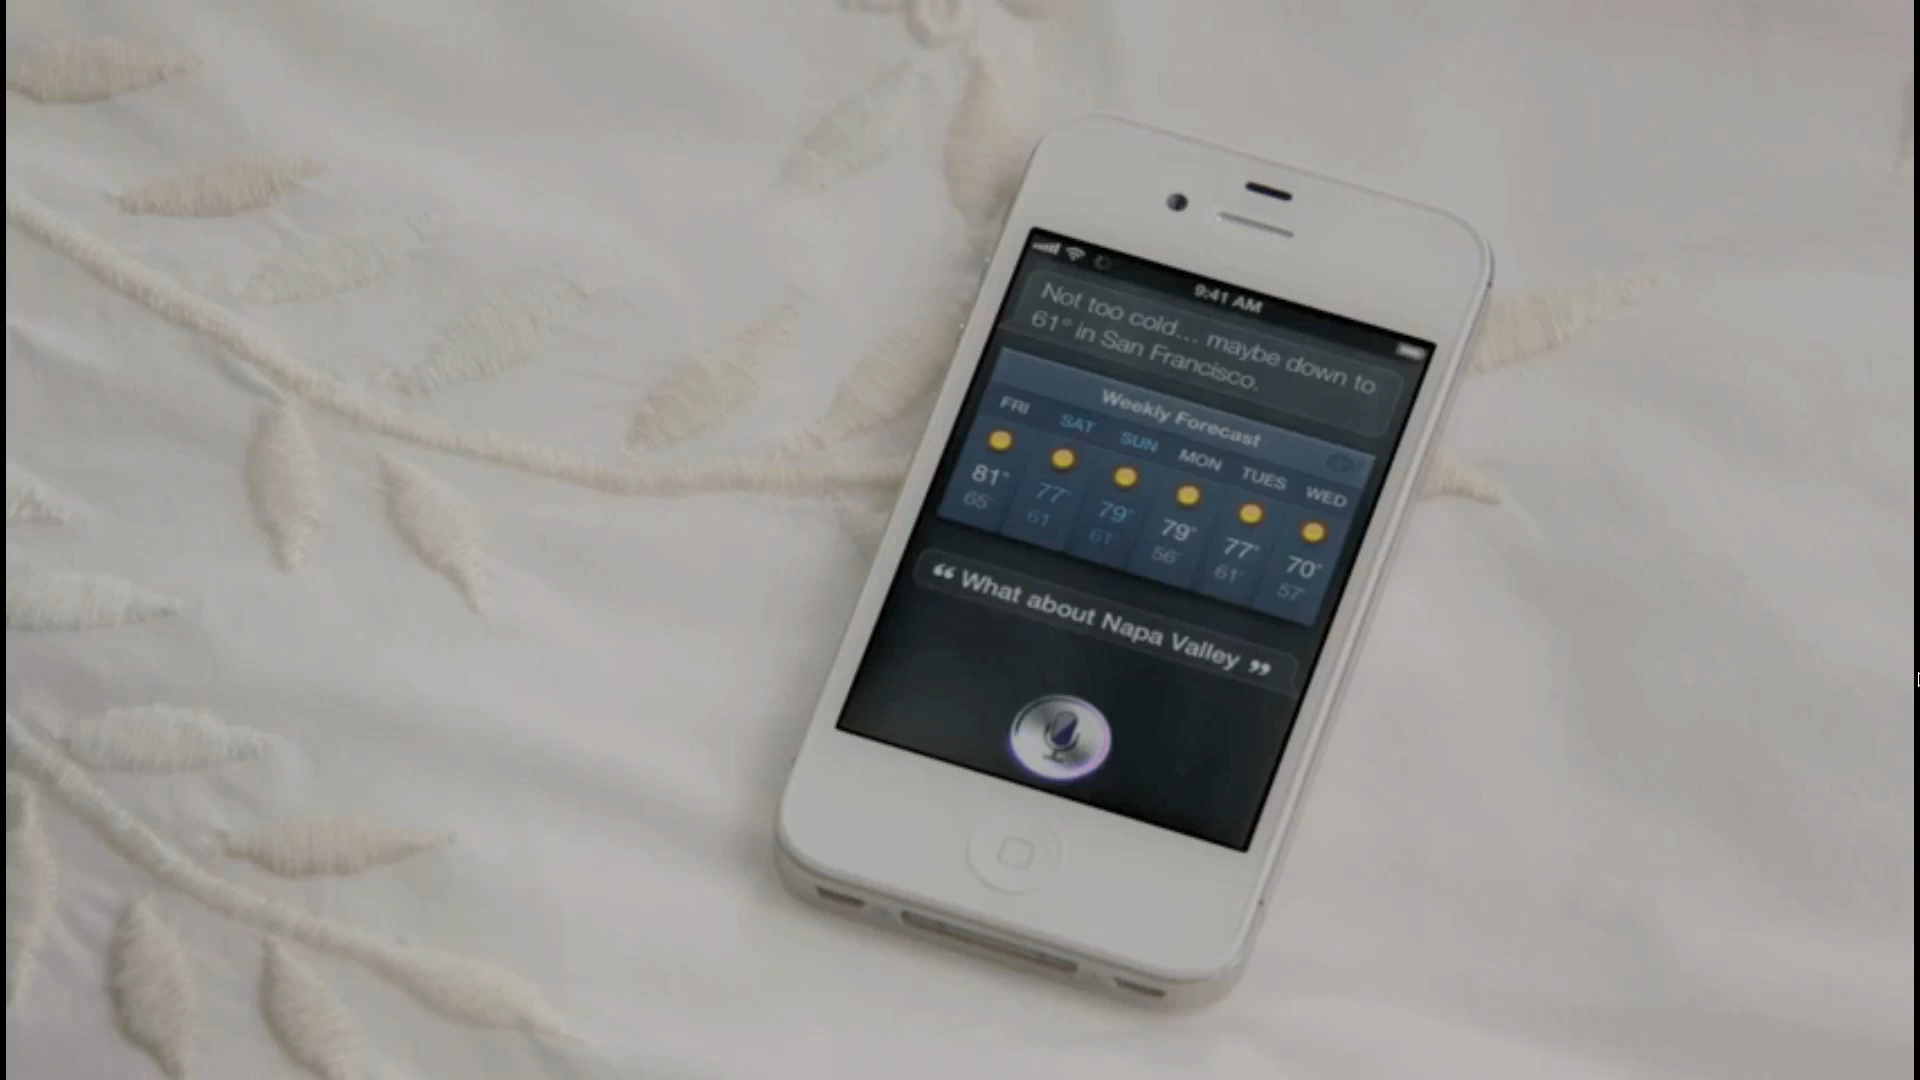 9:41 AM
Not too cold... maybe down to
61° in San Francisco.
Weekly Forecast
FRI SAT SUN MON TUES WED
81° 77° 79° 79° 77° 70°
65° 61 61° 56° 61° 57°
“ What about Napa Valley ”